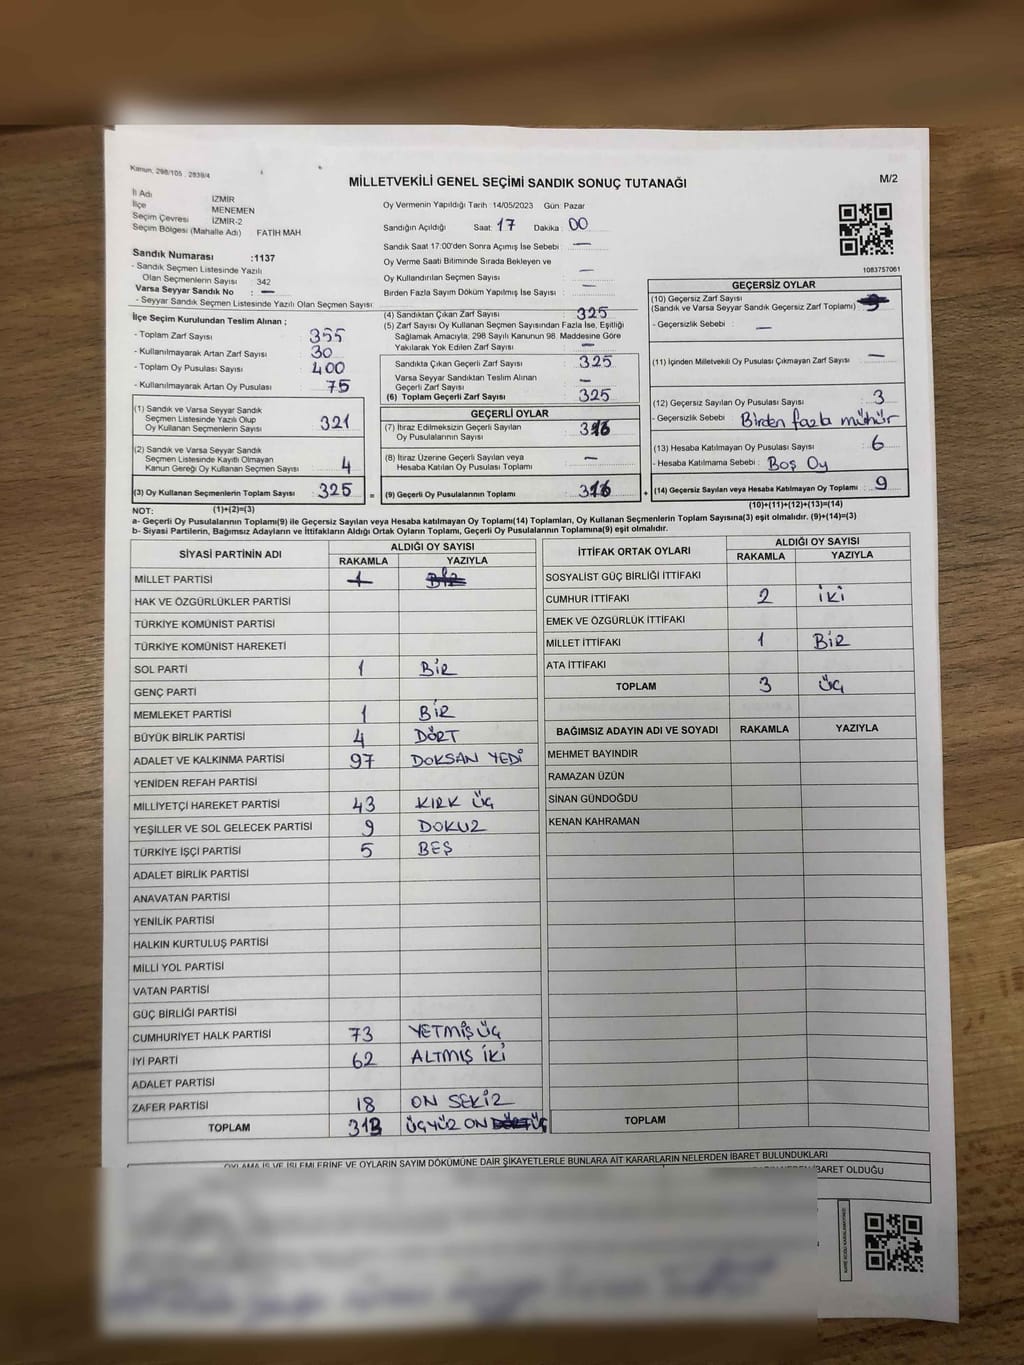 Kanun, 298/105 , 2839/4
MİLLETVEKİLİ GENEL SEÇİMİ SANDIK SONUÇ TUTANAĞI
M/2
İl Adı İZMİR
İlçe MENEMEN
Seçim Çevresi İZMİR-2
Seçim Bölgesi (Mahalle Adı) FATİH MAH
Sandık Numarası :1137
- Sandık Seçmen Listesinde Yazılı
Olan Seçmenlerin Sayısı 342
Varsa Seyyar Sandık No : —
- Seyyar Sandık Seçmen Listesinde Yazılı Olan Seçmen Sayısı:
Oy Vermenin Yapıldığı Tarih :14/05/2023 Gün: Pazar
Sandığın Açıldığı Saat: 17 Dakika: 00
Sandık Saat 17:00'den Sonra Açımış İse Sebebi : —
Oy Verme Saati Bitiminde Sırada Bekleyen ve
Oy Kullandırılan Seçmen Sayısı : —
Birden Fazla Sayım Döküm Yapılmış İse Sayısı : —
1083757061
İlçe Seçim Kurulundan Teslim Alınan ;
- Toplam Zarf Sayısı : 355
- Kullanılmayarak Artan Zarf Sayısı : 30
- Toplam Oy Pusulası Sayısı : 400
- Kullanılmayarak Artan Oy Pusulası : 75
(1) Sandık ve Varsa Seyyar Sandık
Seçmen Listesinde Yazılı Olup
Oy Kullanan Seçmenlerin Sayısı : 321
(2) Sandık ve Varsa Seyyar Sandık
Seçmen Listesinde Kayıtlı Olmayan
Kanun Gereği Oy Kullanan Seçmen Sayısı : 4
(3) Oy Kullanan Seçmenlerin Toplam Sayısı : 325
(4) Sandıktan Çıkan Zarf Sayısı : 325
(5) Zarf Sayısı Oy Kullanan Seçmen Sayısından Fazla İse, Eşitliği
Sağlamak Amacıyla, 298 Sayılı Kanunun 98. Maddesine Göre
Yakılarak Yok Edilen Zarf Sayısı : —
Sandıkta Çıkan Geçerli Zarf Sayısı : 325
Varsa Seyyar Sandıktan Teslim Alınan
Geçerli Zarf Sayısı : —
(6) Toplam Geçerli Zarf Sayısı : 325
GEÇERLİ OYLAR
(7) İtiraz Edilmeksizin Geçerli Sayılan
Oy Pusulalarının Sayısı : 316
(8) İtiraz Üzerine Geçerli Sayılan veya
Hesaba Katılan Oy Pusulası Toplamı : —
= (9) Geçerli Oy Pusulalarının Toplamı : 316 +
GEÇERSİZ OYLAR
(10) Geçersiz Zarf Sayısı
(Sandık ve Varsa Seyyar Sandık Geçersiz Zarf Toplamı) :
- Geçersizlik Sebebi : —
(11) İçinden Milletvekili Oy Pusulası Çıkmayan Zarf Sayısı : —
(12) Geçersiz Sayılan Oy Pusulası Sayısı : 3
- Geçersizlik Sebebi : Birden fazla mühür
(13) Hesaba Katılmayan Oy Pusulası Sayısı : 6
- Hesaba Katılmama Sebebi : Boş Oy
(14) Geçersiz Sayılan veya Hesaba Katılmayan Oy Toplamı : 9
NOT: (1)+(2)=(3) (10)+(11)+(12)+(13)=(14)
a- Geçerli Oy Pusulalarının Toplamı(9) ile Geçersiz Sayılan veya Hesaba katılmayan Oy Toplamı(14) Toplamları, Oy Kullanan Seçmenlerin Toplam Sayısına(3) eşit olmalıdır. (9)+(14)=(3)
b- Siyasi Partilerin, Bağımsız Adayların ve İttifakların Aldığı Ortak Oyların Toplamı, Geçerli Oy Pusulalarının Toplamına(9) eşit olmalıdır.
SİYASİ PARTİNİN ADI ALDIĞI OY SAYISI
RAKAMLA YAZIYLA
MİLLET PARTİSİ 1 BİR
HAK VE ÖZGÜRLÜKLER PARTİSİ
TÜRKİYE KOMÜNİST PARTİSİ
TÜRKİYE KOMÜNİST HAREKETİ
SOL PARTİ 1 BİR
GENÇ PARTİ
MEMLEKET PARTİSİ 1 BİR
BÜYÜK BİRLİK PARTİSİ 4 DÖRT
ADALET VE KALKINMA PARTİSİ 97 DOKSAN YEDİ
YENİDEN REFAH PARTİSİ
MİLLİYETÇİ HAREKET PARTİSİ 43 KIRK ÜÇ
YEŞİLLER VE SOL GELECEK PARTİSİ 9 DOKUZ
TÜRKİYE İŞÇİ PARTİSİ 5 BEŞ
ADALET BİRLİK PARTİSİ
ANAVATAN PARTİSİ
YENİLİK PARTİSİ
HALKIN KURTULUŞ PARTİSİ
MİLLİ YOL PARTİSİ
VATAN PARTİSİ
GÜÇ BİRLİĞİ PARTİSİ
CUMHURİYET HALK PARTİSİ 73 YETMİŞ ÜÇ
İYİ PARTİ 62 ALTMIŞ İKİ
ADALET PARTİSİ
ZAFER PARTİSİ 18 ON SEKİZ
TOPLAM 313 ÜÇYÜZ ON DÖRT ÜÇ
İTTİFAK ORTAK OYLARI ALDIĞI OY SAYISI
RAKAMLA YAZIYLA
SOSYALİST GÜÇ BİRLİĞİ İTTİFAKI
CUMHUR İTTİFAKI 2 İKİ
EMEK VE ÖZGÜRLÜK İTTİFAKI
MİLLET İTTİFAKI 1 BİR
ATA İTTİFAKI
TOPLAM 3 ÜÇ
BAĞIMSIZ ADAYIN ADI VE SOYADI RAKAMLA YAZIYLA
MEHMET BAYINDIR
RAMAZAN ÜZÜN
SİNAN GÜNDOĞDU
KENAN KAHRAMAN
TOPLAM
OYLAMA İŞ VE İŞLEMLERİNE VE OYLARIN SAYIM DÖKÜMÜNE DAİR ŞİKAYETLERLE BUNLARA AİT KARARLARIN NELERDEN İBARET BULUNDUKLARI
İBARET OLDUĞU